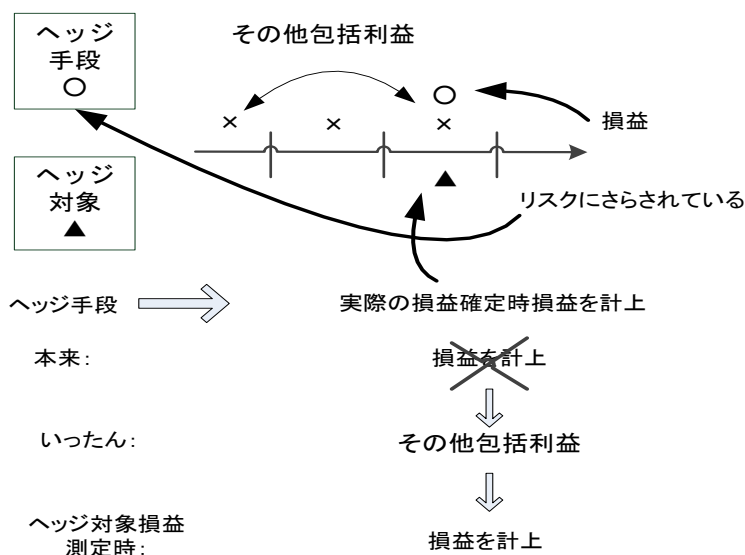 ヘッジ
手段
○
その他包括利益
○
× × ×
損益
ヘッジ
対象
▲
▲
リスクにさらされている
ヘッジ手段
実際の損益確定時損益を計上
本来:
損益を計上
いったん:
その他包括利益
ヘッジ対象損益
測定時:
損益を計上